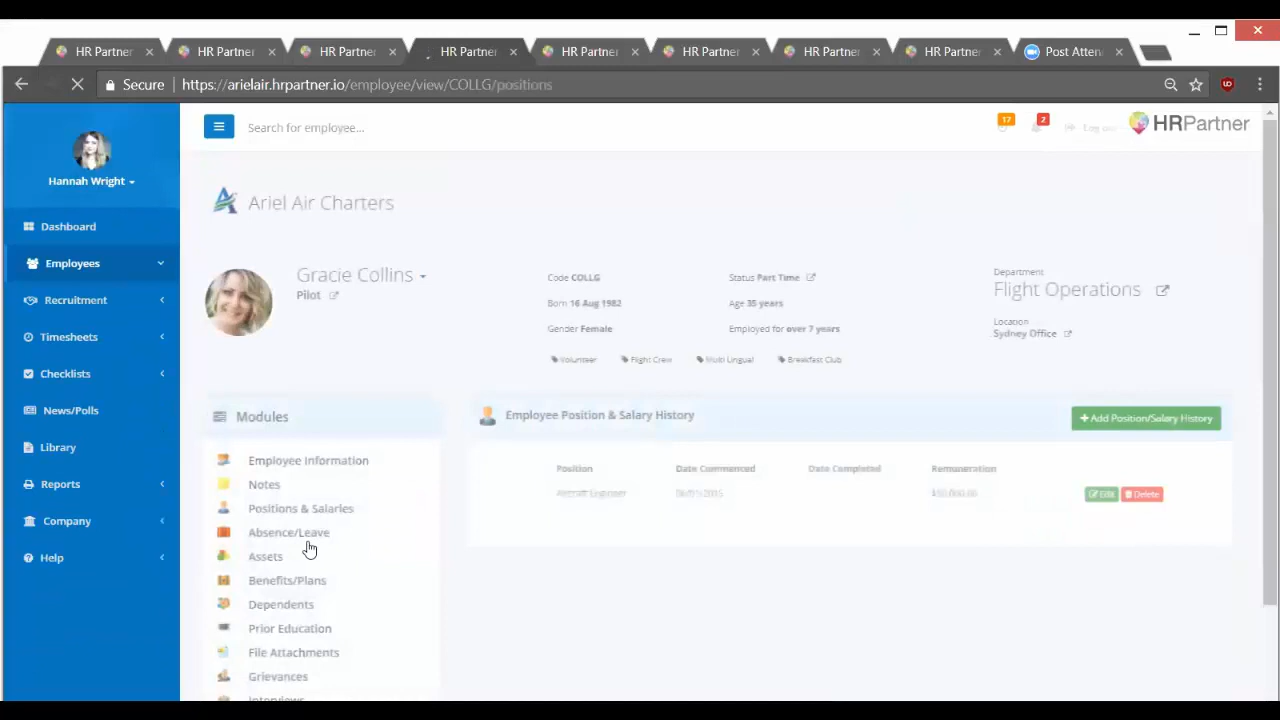 HR Partner HR Partner HR Partner HR Partner HR Partner HR Partner HR Partner HR Partner Post Atten
Secure https://arielair.hrpartner.io/employee/view/COLLG/positions
Search for employee... 17 2 Log HRPartner
Hannah Wright
Dashboard
Employees
Recruitment
Timesheets
Checklists
News/Polls
Library
Reports
Company
Help
Ariel Air Charters
Gracie Collins
Pilot
Code COLLG
Born 16 Aug 1982
Gender Female
Status Part Time
Age 35 years
Employed for over 7 years
Volunteer Flight Crew Multi Lingual Breakfast Club
Department
Flight Operations
Location
Sydney Office
Modules
Employee Information
Notes
Positions & Salaries
Absence/Leave
Assets
Benefits/Plans
Dependents
Prior Education
File Attachments
Grievances
Interviews
Employee Position & Salary History
Add Position/Salary History
Position Date Commenced Date Completed Remuneration
Aircraft Engineer Edit Delete